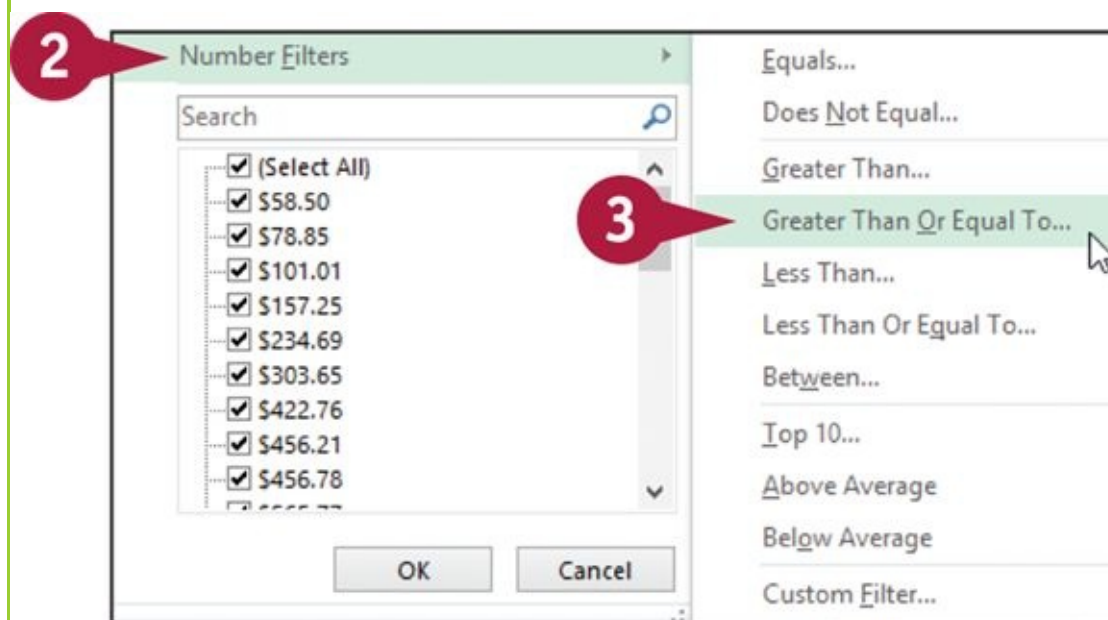 2
Number Filters
Search
(Select All)
$58.50
$78.85
$101.01
$157.25
$234.69
$303.65
$422.76
$456.21
$456.78
OK
Cancel
3
Equals...
Does Not Equal...
Greater Than...
Greater Than Or Equal To...
Less Than...
Less Than Or Equal To...
Between...
Top 10...
Above Average
Below Average
Custom Filter...